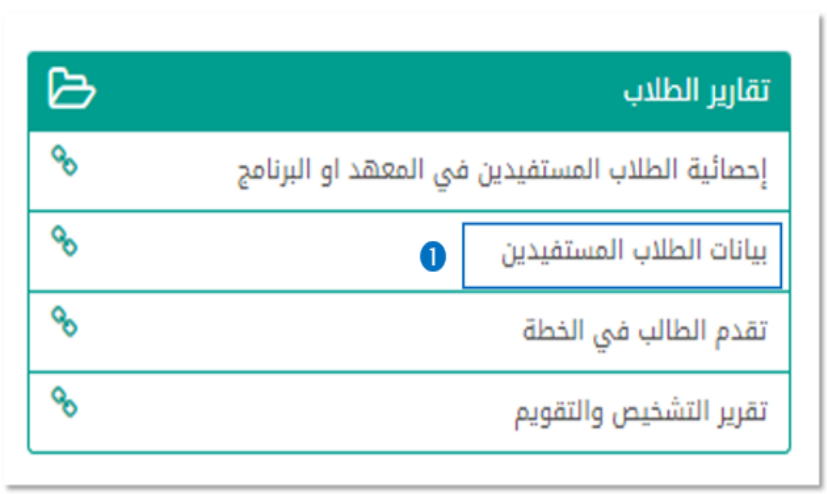 تقارير الطلاب
إحصائية الطلاب المستفيدين في المعهد او البرنامج
بيانات الطلاب المستفيدين
1
تقدم الطالب في الخطة
تقرير التشخيص والتقويم